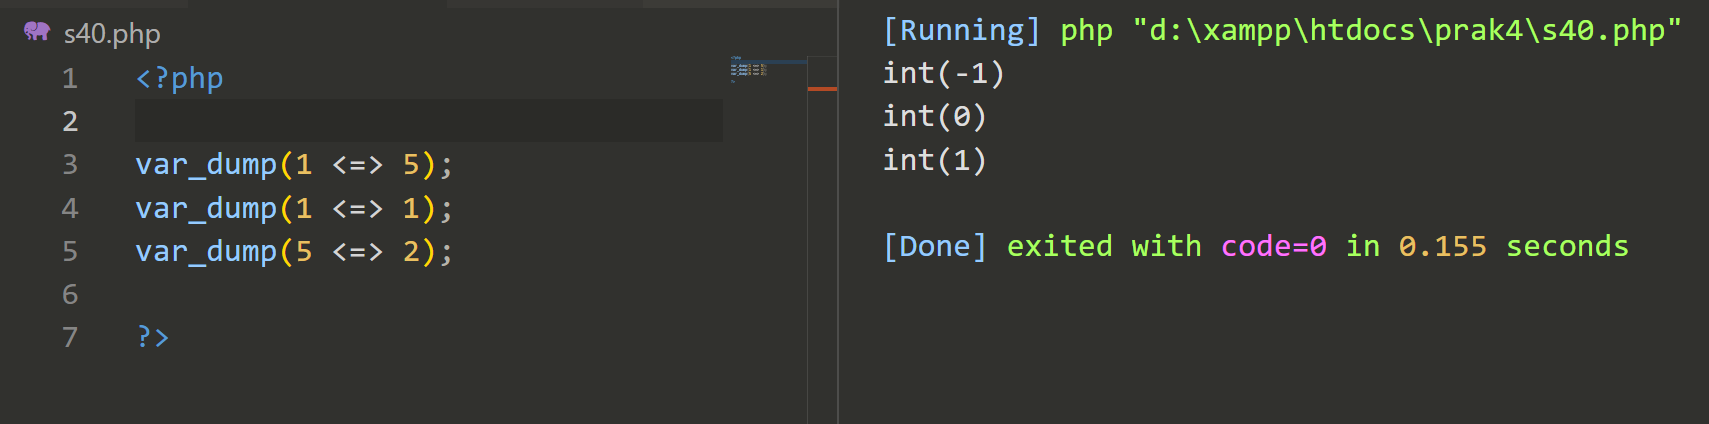 s40.php
1 <?php
2
3 var_dump(1 <=> 5);
4 var_dump(1 <=> 1);
5 var_dump(5 <=> 2);
6
7 ?>
[Running] php "d:\xampp\htdocs\prak4\s40.php"
int(-1)
int(0)
int(1)
[Done] exited with code=0 in 0.155 seconds